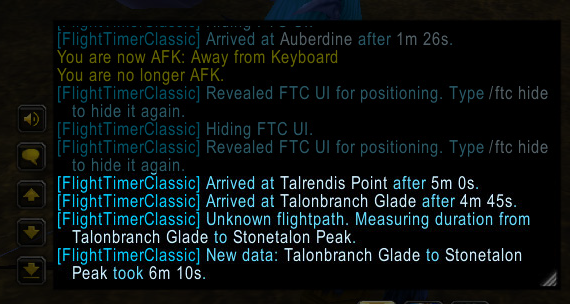 [FlightTimerClassic] Hiding FTC UI.
[FlightTimerClassic] Arrived at Auberdine after 1m 26s.
You are now AFK: Away from Keyboard
You are no longer AFK.
[FlightTimerClassic] Revealed FTC UI for positioning. Type /ftc hide
to hide it again.
[FlightTimerClassic] Hiding FTC UI.
[FlightTimerClassic] Revealed FTC UI for positioning. Type /ftc hide
to hide it again.
[FlightTimerClassic] Arrived at Talrendis Point after 5m 0s.
[FlightTimerClassic] Arrived at Talonbranch Glade after 4m 45s.
[FlightTimerClassic] Unknown flightpath. Measuring duration from
Talonbranch Glade to Stonetalon Peak.
[FlightTimerClassic] New data: Talonbranch Glade to Stonetalon
Peak took 6m 10s.